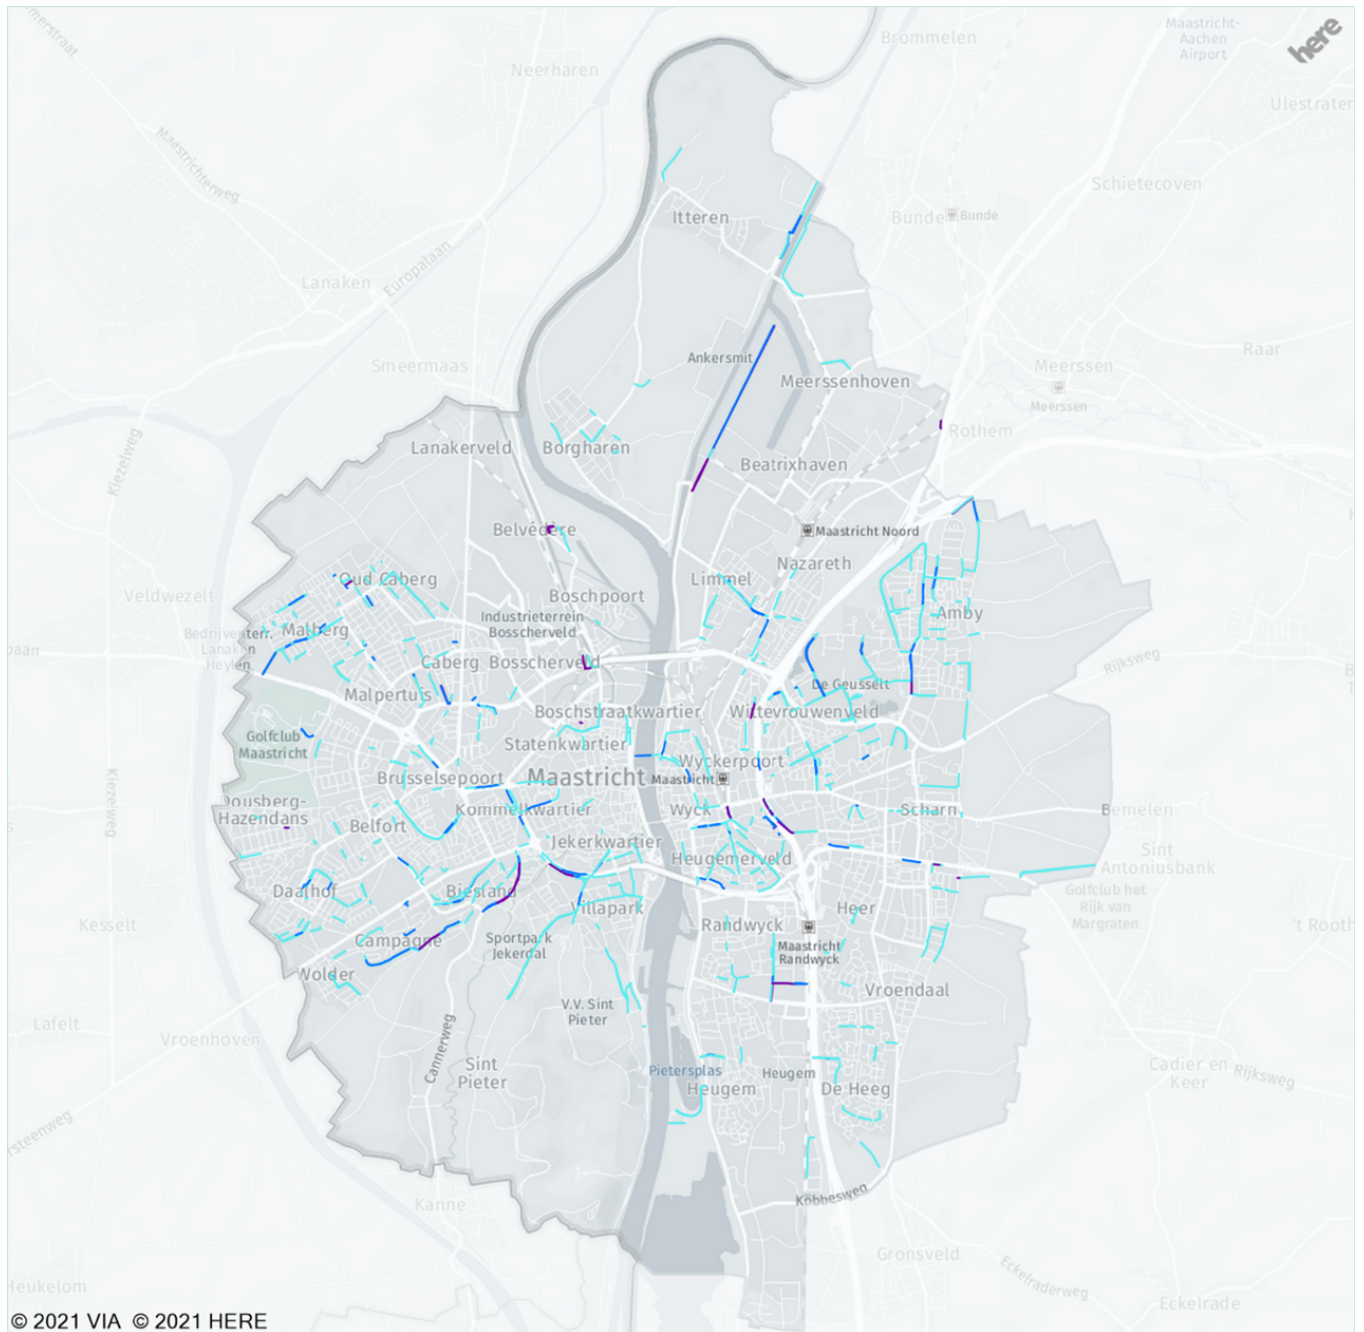 Brommelen
Maastricht-
Aachen
Airport
here
Neerharen
Ulestraten
Maastrichterweg
Schietecoven
Itteren
Bunde
Bunde
Europalaan
Lanaken
Ankersmit
Raar
Smeermaas
Meerssen
Meerssenhoven
Meerssen
Rothem
Kiezelweg
Lanakerveld
Borgharen
Beatrixhaven
Belvédère
Maastricht Noord
Nazareth
Oud Caberg
Limmel
Veldwezelt
Boschpoort
Amby
Industrieterrein
Bosscherveld
Malberg
Bedrijventerr.
Lanaken
Heylen
Caberg
Bosscherveld
Rijksweg
De Geusselt
Malpertuis
Boschstraatkwartier
Wittevrouwenveld
Golfclub
Maastricht
Statenkwartier
Wyckerpoort
Brusselsepoort
Maastricht
Maastricht
Kiezelweg
Dousberg-
Hazendans
Kommelkwartier
Wyck
Scharn
Bemelen
Belfort
Jekerkwartier
Heugemerveld
Sint
Antoniusbank
Daalhof
Biesland
Villapark
Heer
Golfclub het
Rijk van
Margraten
Kesselt
Randwyck
't Rooth
Campagne
Sportpark
Jekerdal
Maastricht
Randwyck
Wolder
Vroendaal
V.V. Sint
Pieter
Lafelt
Vroenhoven
Cannerweg
Sint
Pieter
Pietersplas
Heugem
Heugem
De Heeg
Cadier en
Keer
Rijksweg
Kanne
Köbbesweg
Gronsveld
Eckelraderweg
Heukelom
Eckelrade
© 2021 VIA © 2021 HERE